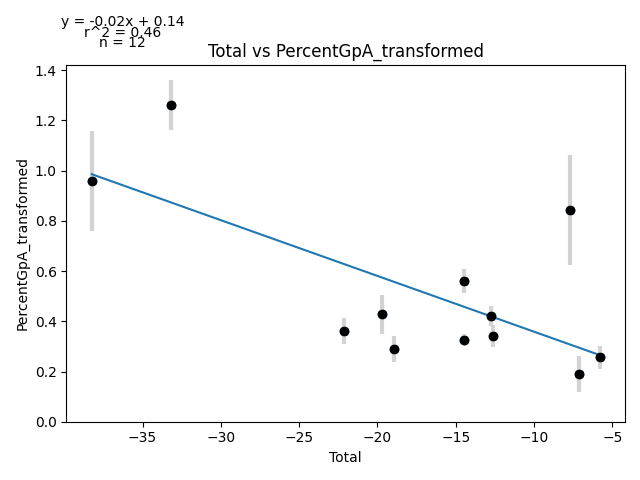 y = -0.02x + 0.14
r^2 = 0.46
n = 12
Total vs PercentGpA_transformed
PercentGpA_transformed
1.4
1.2
1.0
0.8
0.6
0.4
0.2
0.0
−35 −30 −25 −20 −15 −10 −5
Total